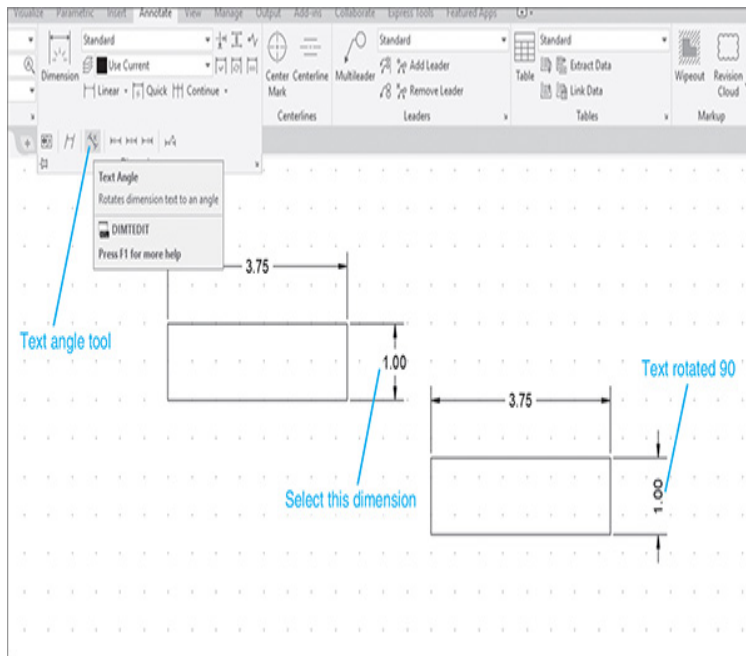 Visualize Parametric Insert Annotate View Manage Output Add-ins Collaborate Express Tools Featured Apps
Standard
Use Current
Dimension
Linear Quick Continue
Center Mark
Centerline
Centerlines
Multileader
Standard
Add Leader
Remove Leader
Leaders
Table
Standard
Extract Data
Link Data
Tables
Wipeout
Revision Cloud
Markup
Text Angle
Rotates dimension text to an angle
DIMTEDIT
Press F1 for more help
Text angle tool
3.75
1.00
Select this dimension
3.75
Text rotated 90
1.00